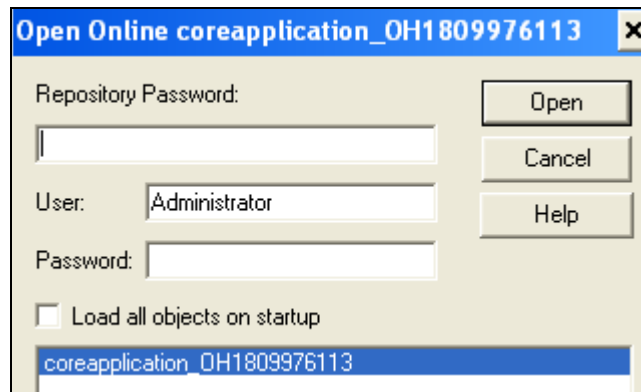 Open Online coreapplication_OH1809976113
Repository Password:
Open
Cancel
User: Administrator
Help
Password:
Load all objects on startup
coreapplication_OH1809976113